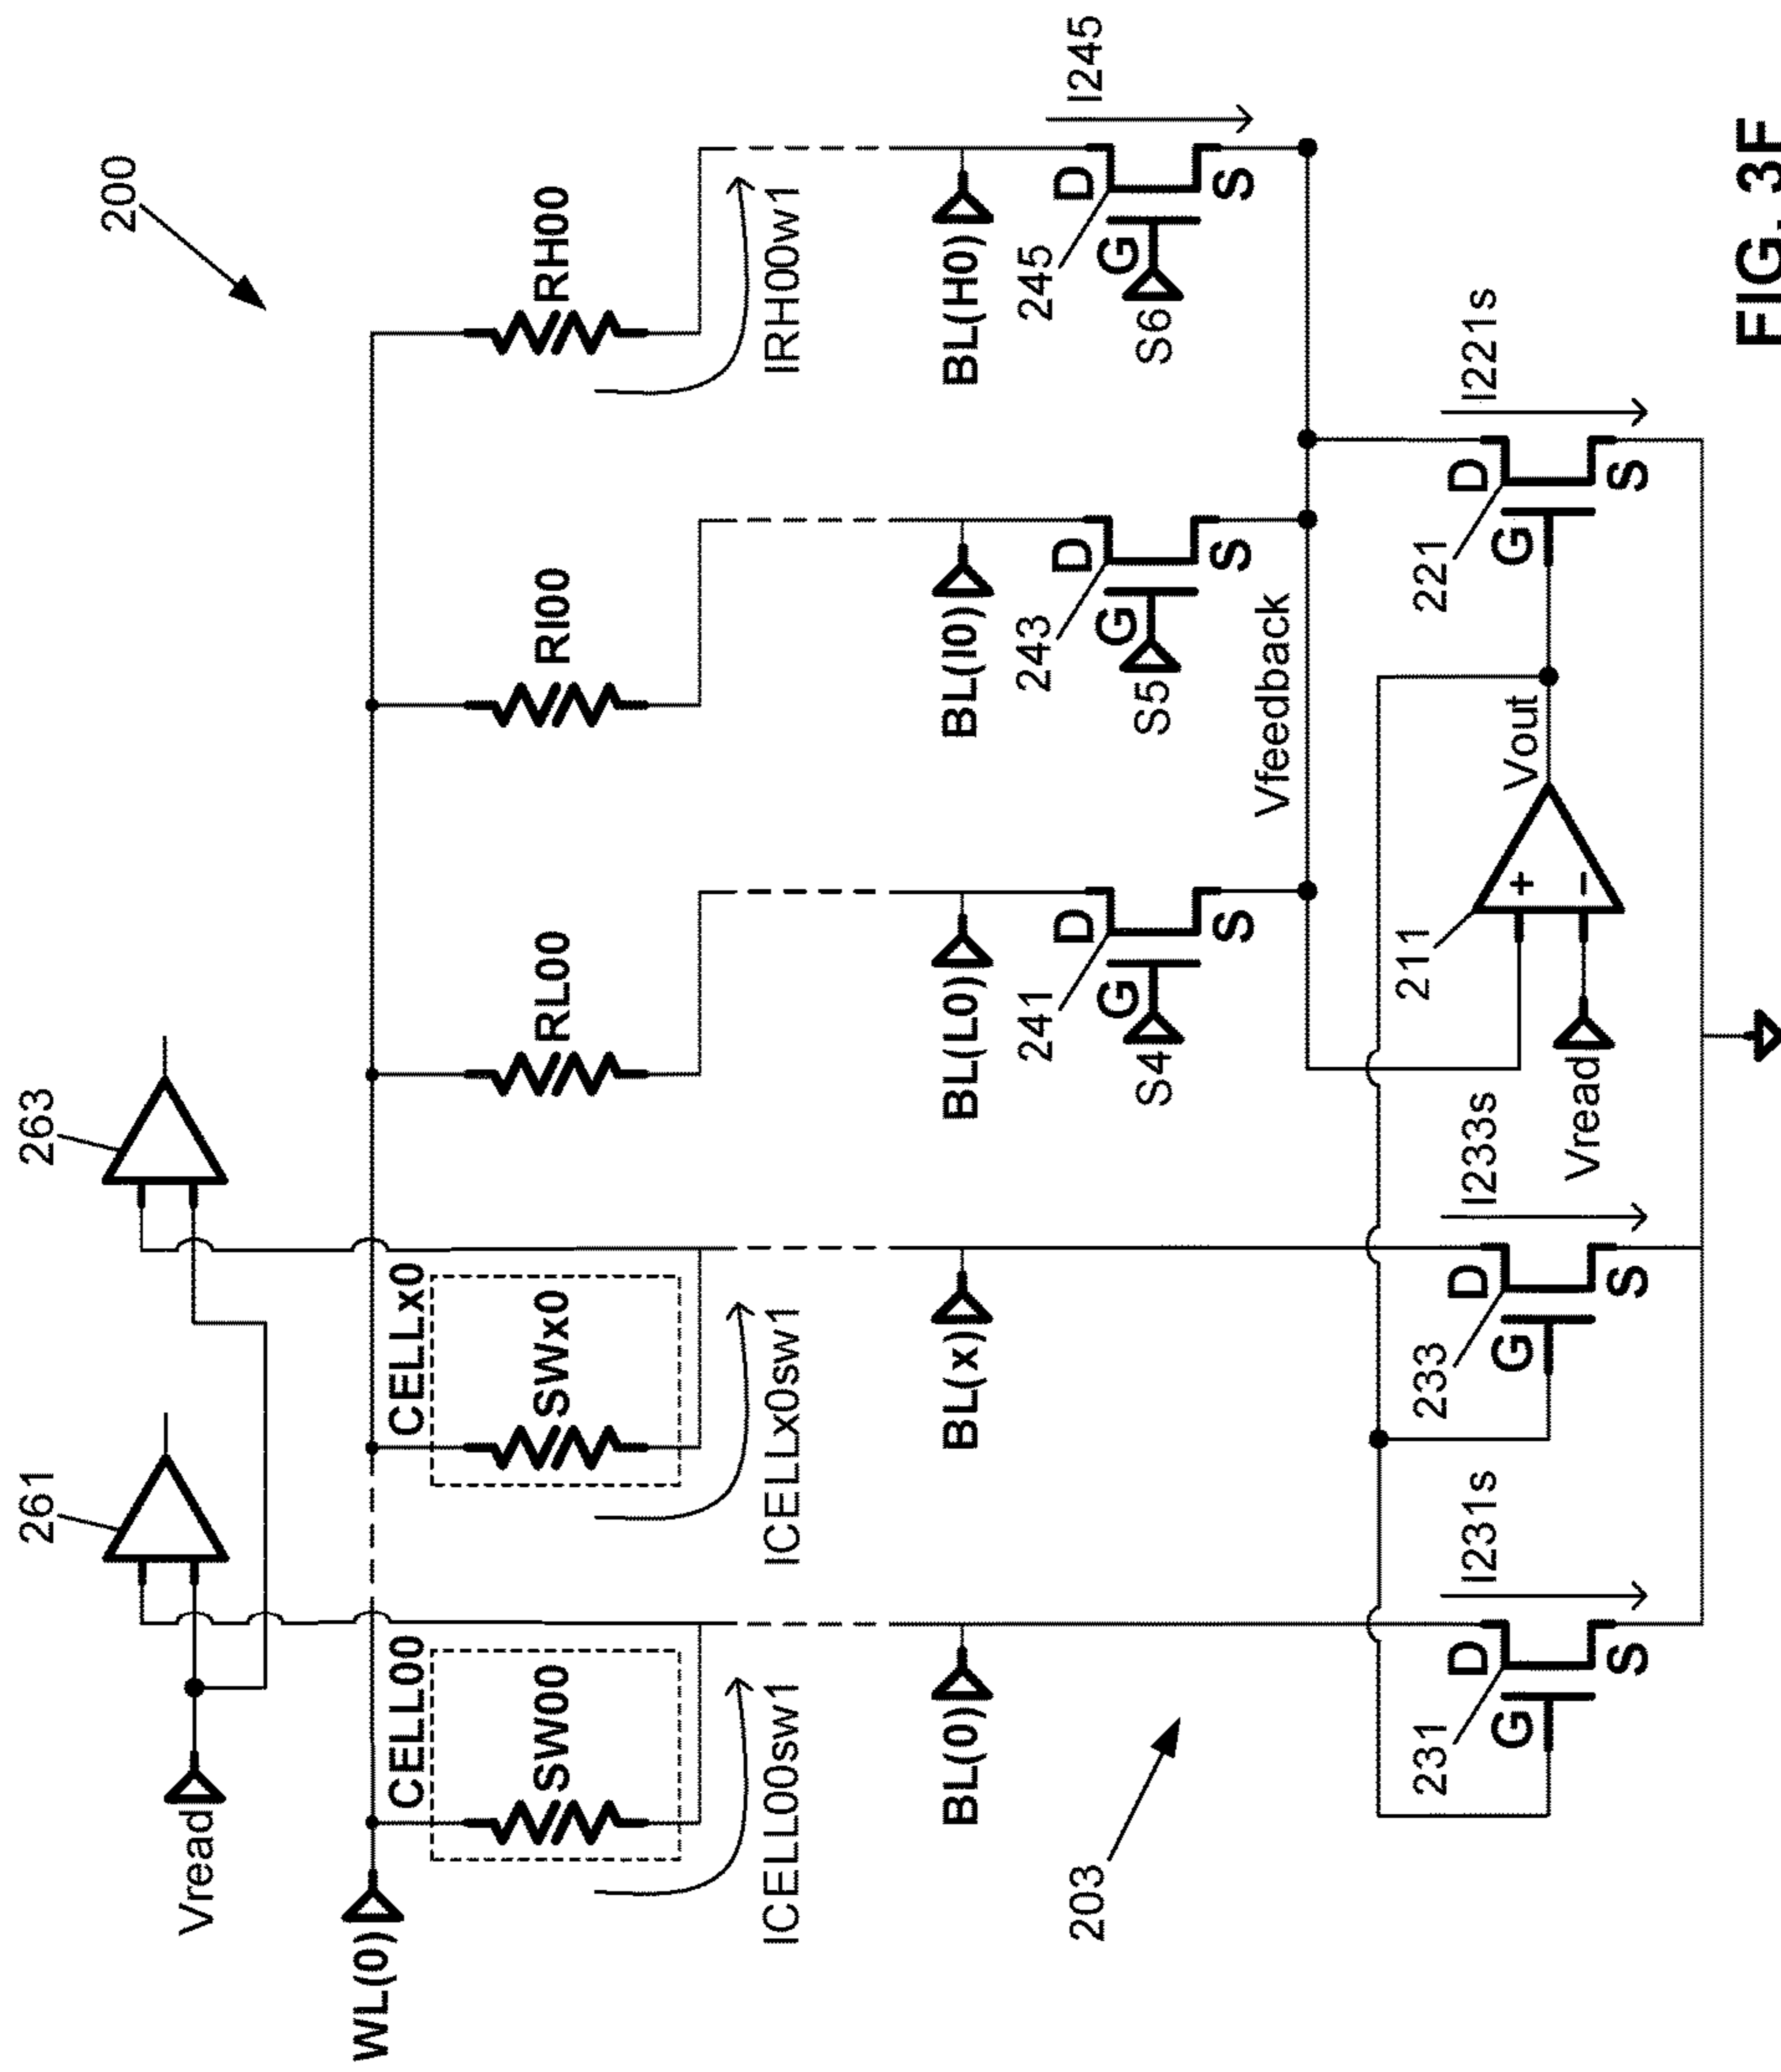 200
261
263
Vread
WL(0)
CELL00
CELLx0
SW00
SWx0
RL00
RI00
RH00
ICELL00sw1
ICELLx0sw1
IRH00w1
BL(0)
BL(x)
BL(L0)
BL(I0)
BL(H0)
203
241
243
245
D
D
D
I245
G
G
G
S4
S5
S6
S
S
S
Vfeedback
231
233
211
221
D
D
D
I231s
I233s
I221s
G
G
G
S
S
S
Vread
+
−
Vout